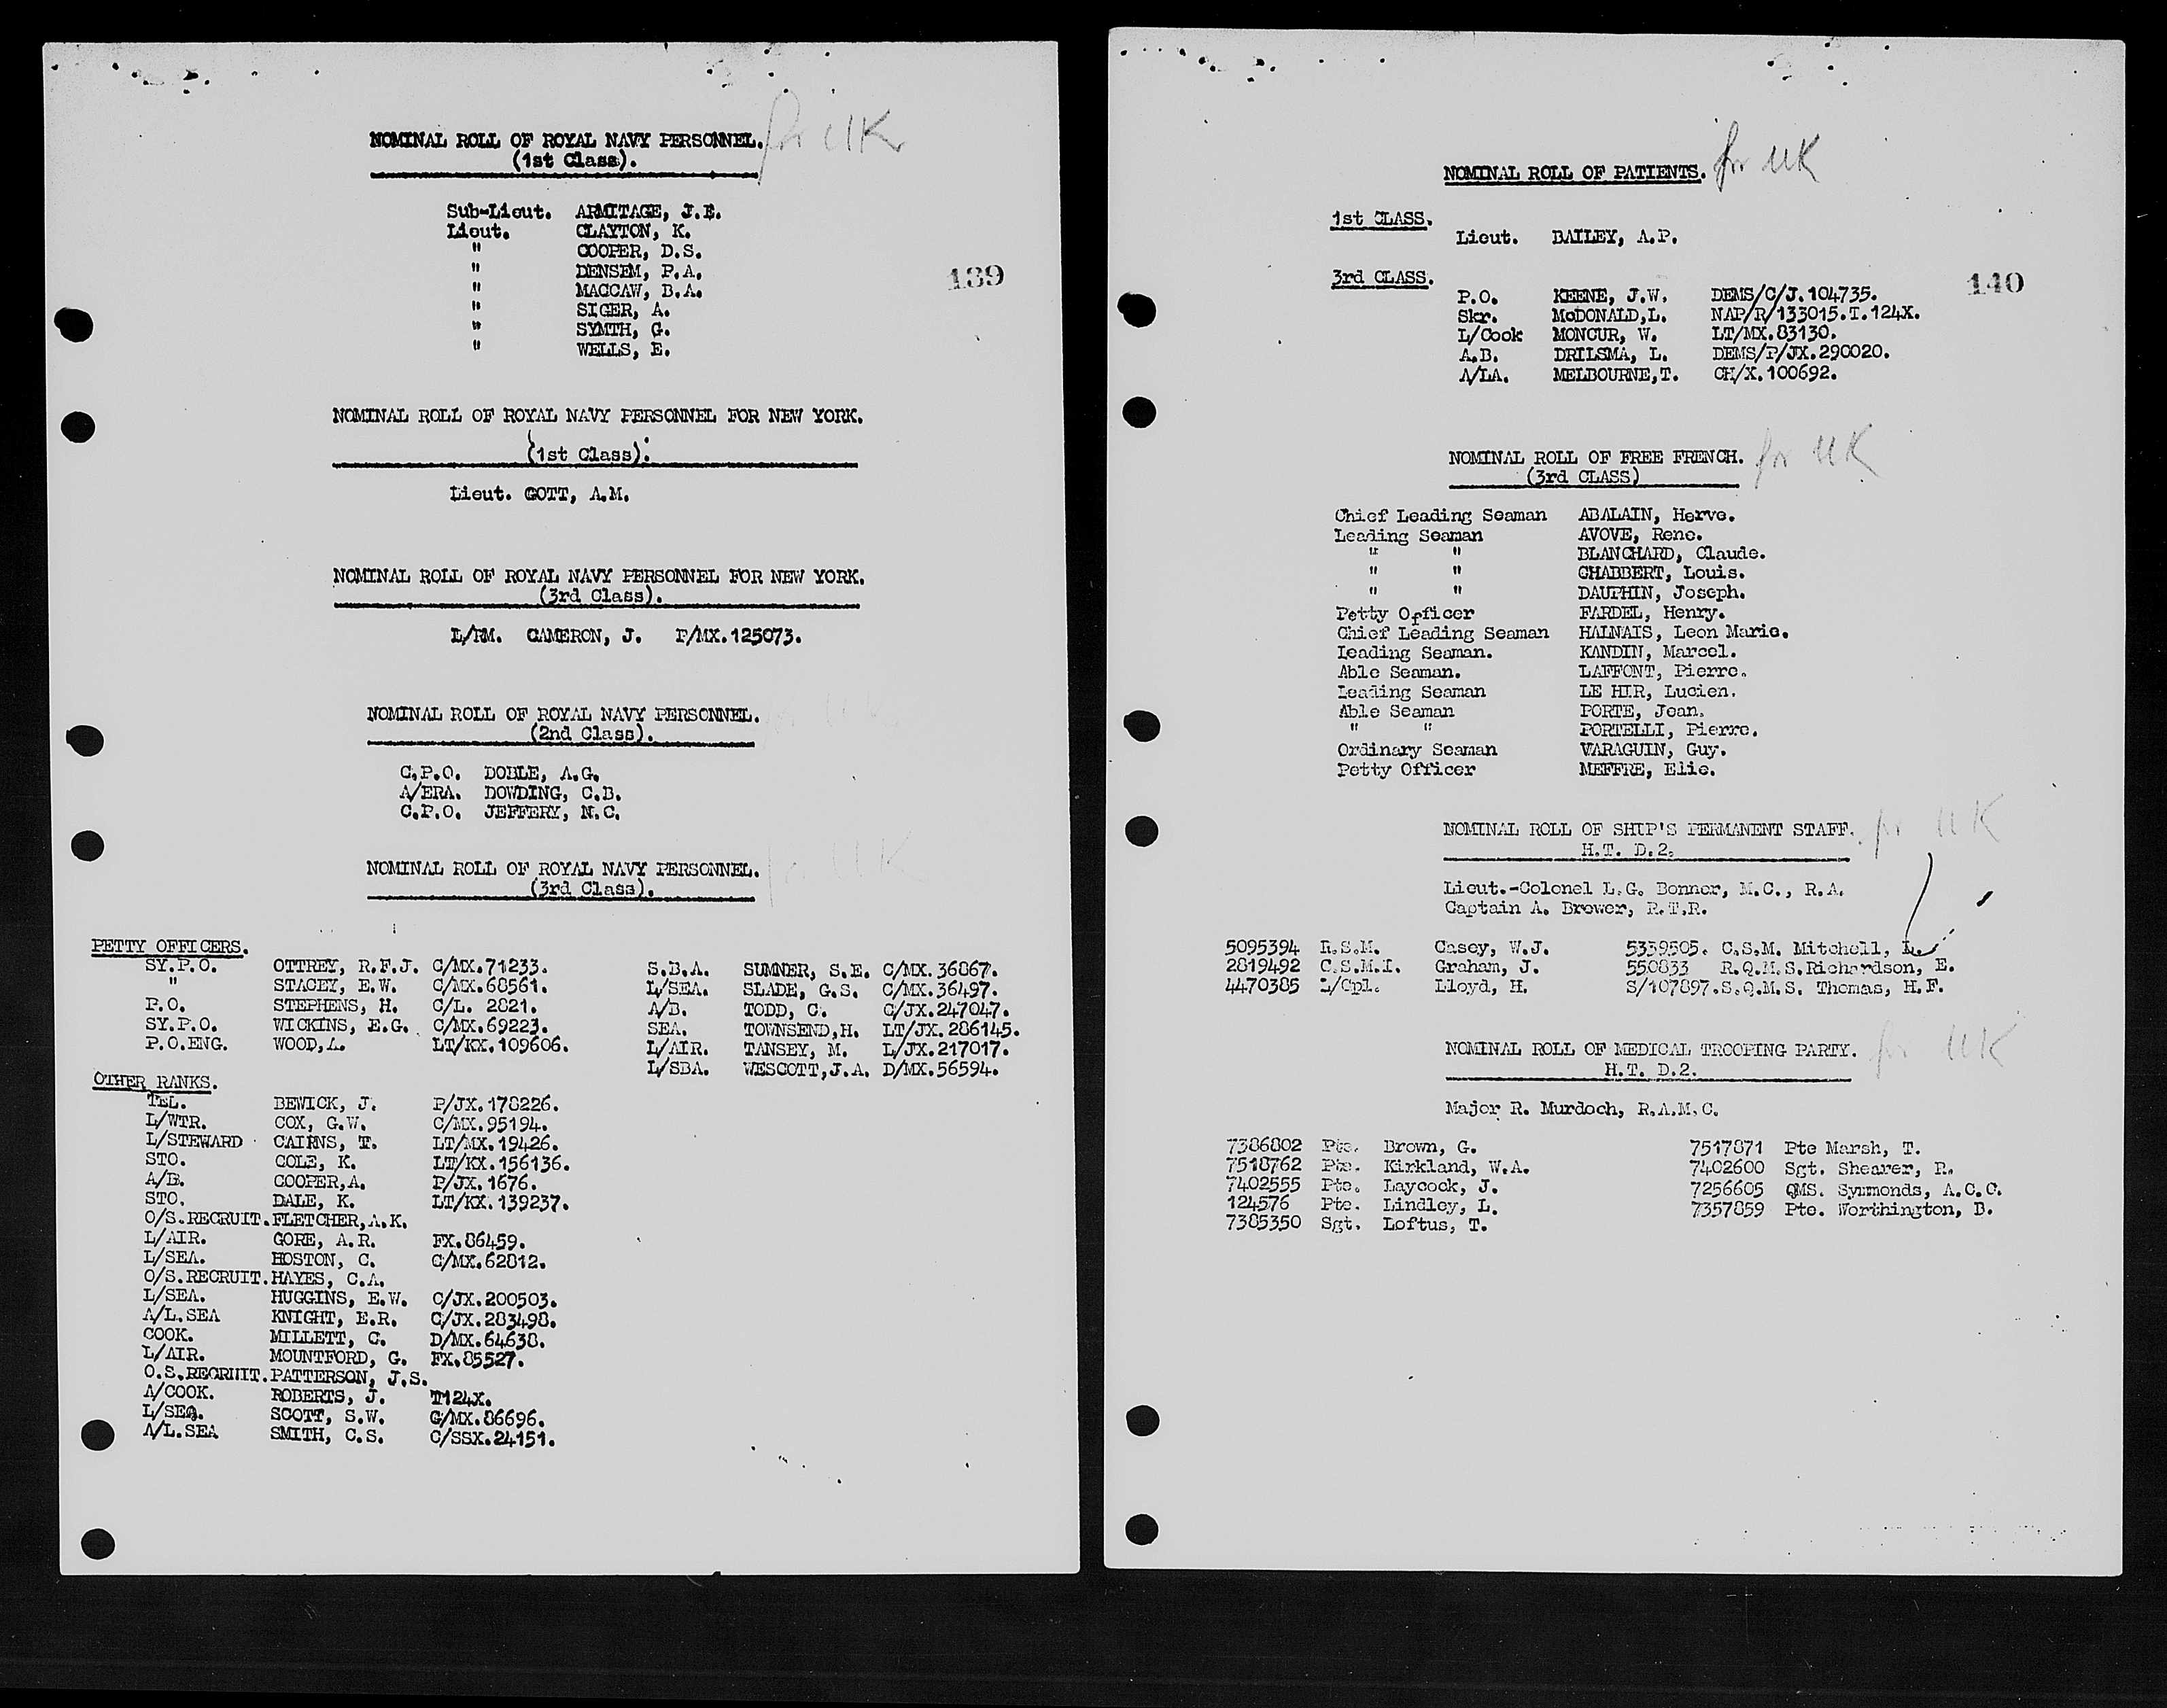 NOMINAL ROLL OF ROYAL NAVY PERSONNEL. for UK
(1st Class).
Sub-Lieut. ARMITAGE, J.E.
Lieut. CLAYTON, K.
" COOPER, D.S.
" DENSEM, P.A.
" MACCAW, B.A.
" SIGER, A.
" SYMTH, G.
" WELLS, E.
139
NOMINAL ROLL OF ROYAL NAVY PERSONNEL FOR NEW YORK.
(1st Class).
Lieut. GOTT, A.M.
NOMINAL ROLL OF ROYAL NAVY PERSONNEL FOR NEW YORK.
(3rd Class).
L/RM. CAMERON, J. P/MX.125073.
NOMINAL ROLL OF ROYAL NAVY PERSONNEL. for UK
(2nd Class).
C.P.O. DOBLE, A.G.
A/ERA. DOWDING, C.B.
C.P.O. JEFFERY, N.C.
NOMINAL ROLL OF ROYAL NAVY PERSONNEL. for UK
(3rd Class).
PETTY OFFICERS.
SY.P.O. OTTREY, R.F.J. C/MX.71233.
" STACEY, E.W. C/MX.68561.
P.O. STEPHENS, H. C/L. 2821.
SY.P.O. WICKINS, E.G. C/MX.69223.
P.O.ENG. WOOD,A. LT/KX.109606.
OTHER RANKS.
TEL. BEWICK, J. P/JX.178226.
L/WTR. COX, G.W. C/MX.95194.
L/STEWARD CAIRNS, T. LT/MX.19426.
STO. COLE, K. LT/KX.156136.
A/B. COOPER,A. P/JX.1676.
STO. DALE, K. LT/KX.139237.
O/S.RECRUIT.FLETCHER,A.K.
L/AIR. GORE, A.R. FX.86459.
L/SEA. HOSTON, C. C/MX.62812.
O/S.RECRUIT.HAYES, C.A.
L/SEA. HUGGINS, E.W. C/JX.200503.
A/L.SEA KNIGHT, E.R. C/JX.283498.
COOK. MILLETT, G. D/MX.64638.
L/AIR. MOUNTFORD, G. FX.85527.
O.S.RECRUIT.PATTERSON, J.S.
A/COOK. ROBERTS, J. T124X.
L/SEA. SCOTT, S.W. C/MX.86696.
A/L.SEA SMITH, C.S. C/SSX.24151.
S.B.A. SUMNER, S.E. C/MX.36867.
L/SEA. SLADE, G.S. C/MX.36497.
A/B. TODD, C. C/JX.247047.
SEA. TOWNSEND,H. LT/JX.286145.
L/AIR. TANSEY, M. L/JX.217017.
L/SBA. WESCOTT,J.A. D/MX.56594.
NOMINAL ROLL OF PATIENTS. for UK
1st CLASS.
Lieut. BAILEY, A.P.
140
3rd CLASS.
P.O. KEENE, J.W. DEMS/C/J.104735.
Skr. McDONALD,L. NAP/R/133015.T.124X.
L/Cook MONCUR, W. LT/MX.83130.
A.B. DRILSMA, L. DEMS/P/JX.290020.
A/LA. MELBOURNE,T. CH/X.100692.
NOMINAL ROLL OF FREE FRENCH. for UK
(3rd CLASS)
Chief Leading Seaman ABALAIN, Herve.
Leading Seaman AVOVE, Rene.
" " BLANCHARD, Claude.
" " CHABBERT, Louis.
" " DAUPHIN, Joseph.
Petty Officer FARDEL, Henry.
Chief Leading Seaman HALNAIS, Leon Marie.
Leading Seaman. KANDIN, Marcel.
Able Seaman. LAFFONT, Pierre.
Leading Seaman LE HIR, Lucien.
Able Seaman PORTE, Jean.
" " PORTELLI, Pierre.
Ordinary Seaman VARAGUIN, Guy.
Petty Officer MEFFRE, Elie.
NOMINAL ROLL OF SHIP'S PERMANENT STAFF. for UK
H.T. D.2.
Lieut.-Colonel L.G. Bonner, M.C., R.A.
Captain A. Brewer, R.T.R.
5095394 R.S.M. Casey, W.J. 5339505. C.S.M. Mitchell, L.
2819492 C.S.M.I. Graham, J. 550833 R.Q.M.S.Richardson, E.
4470385 L/Cpl. Lloyd, H. S/107897.S.Q.M.S. Thomas, H.F.
NOMINAL ROLL OF MEDICAL TROOPING PARTY. for UK
H.T. D.2.
Major R. Murdoch, R.A.M.C.
7386802 Pte. Brown, G. 7517871 Pte Marsh, T.
7518762 Pte. Kirkland, W.A. 7402600 Sgt. Shearer, R.
7402555 Pte. Laycock, J. 7256605 QMS. Symmonds, A.C.C.
124576 Pte. Lindley, L. 7357859 Pte. Worthington, B.
7385350 Sgt. Loftus, T.